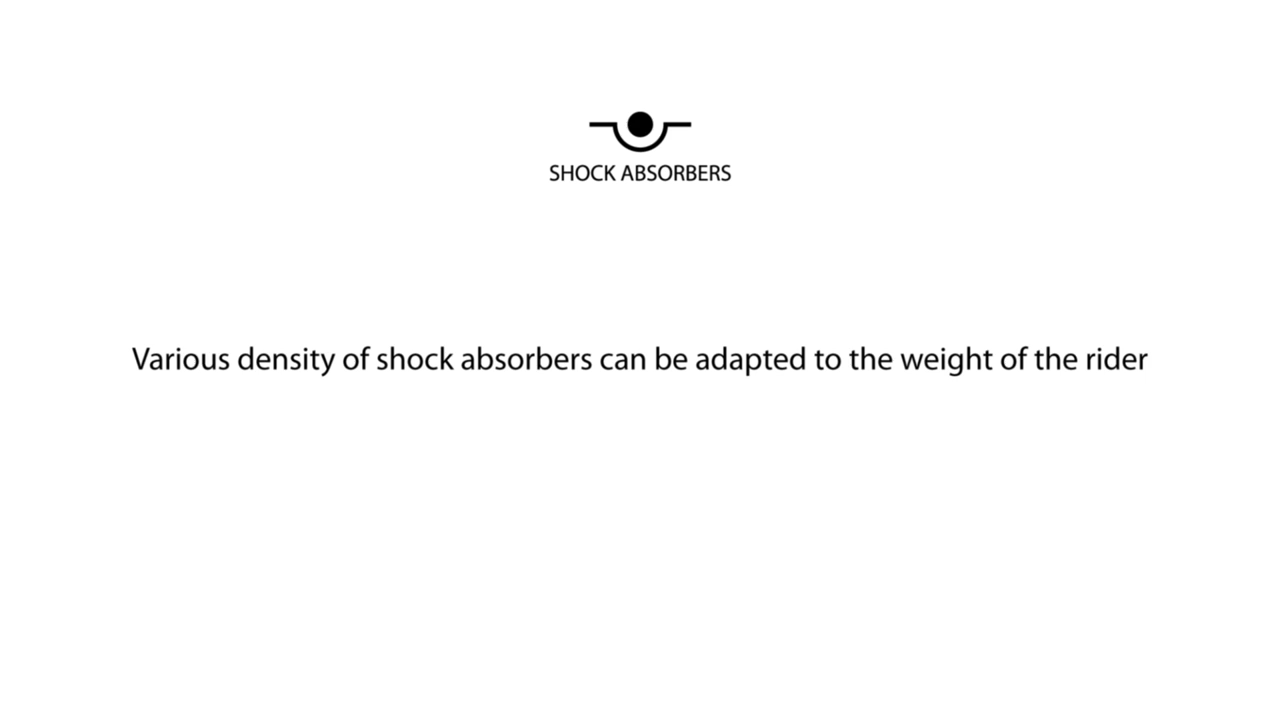 SHOCK ABSORBERS
Various density of shock absorbers can be adapted to the weight of the rider